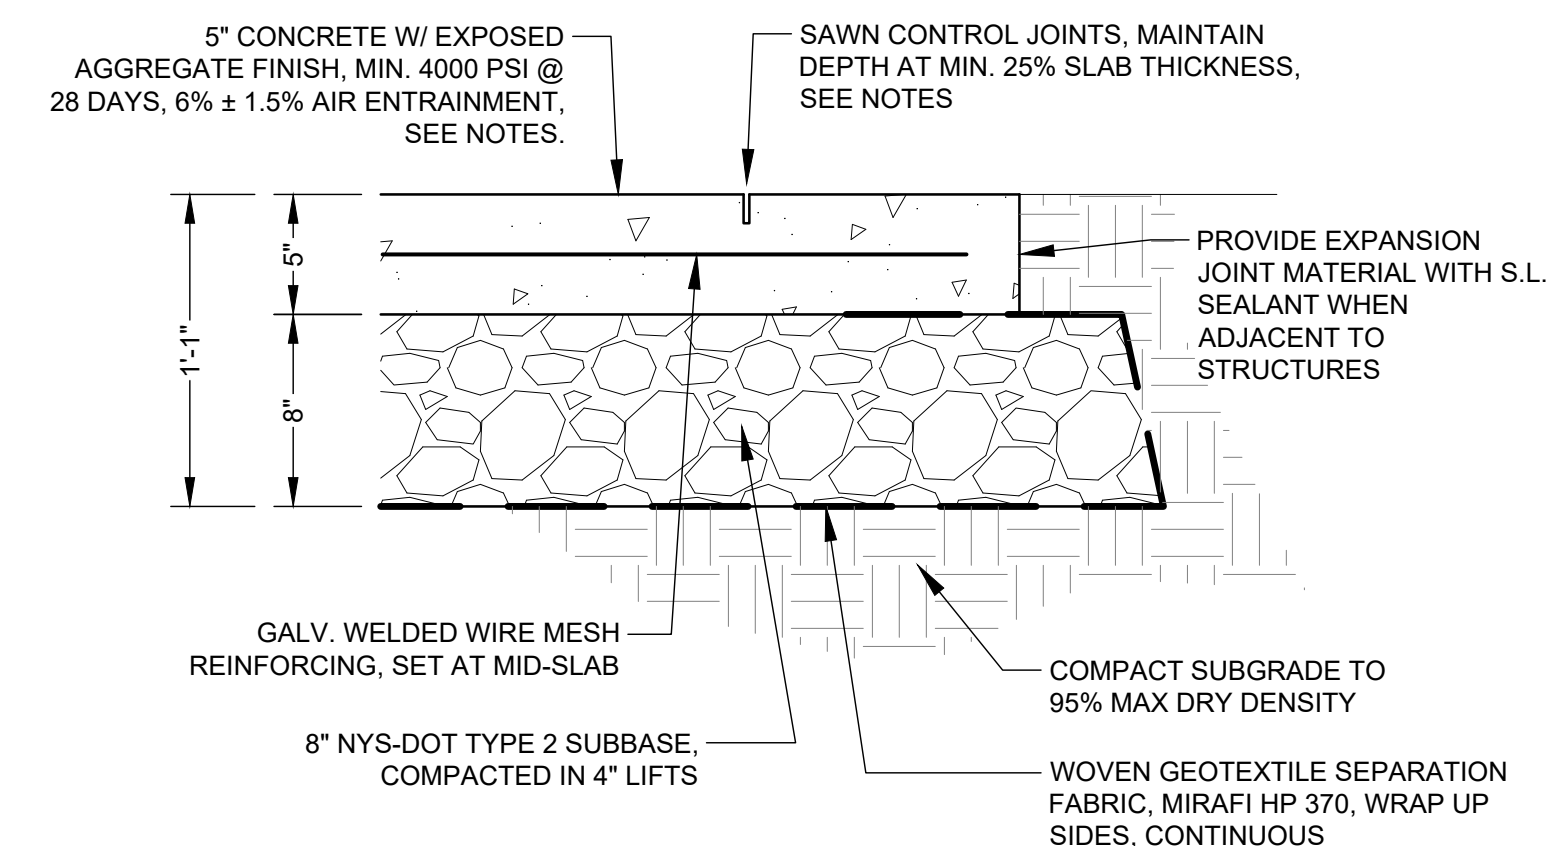 5" CONCRETE W/ EXPOSED
AGGREGATE FINISH, MIN. 4000 PSI @
28 DAYS, 6% ± 1.5% AIR ENTRAINMENT,
SEE NOTES.
SAWN CONTROL JOINTS, MAINTAIN
DEPTH AT MIN. 25% SLAB THICKNESS,
SEE NOTES
PROVIDE EXPANSION
JOINT MATERIAL WITH S.L.
SEALANT WHEN
ADJACENT TO
STRUCTURES
1'-1"
5"
8"
GALV. WELDED WIRE MESH
REINFORCING, SET AT MID-SLAB
8" NYS-DOT TYPE 2 SUBBASE,
COMPACTED IN 4" LIFTS
COMPACT SUBGRADE TO
95% MAX DRY DENSITY
WOVEN GEOTEXTILE SEPARATION
FABRIC, MIRAFI HP 370, WRAP UP
SIDES, CONTINUOUS